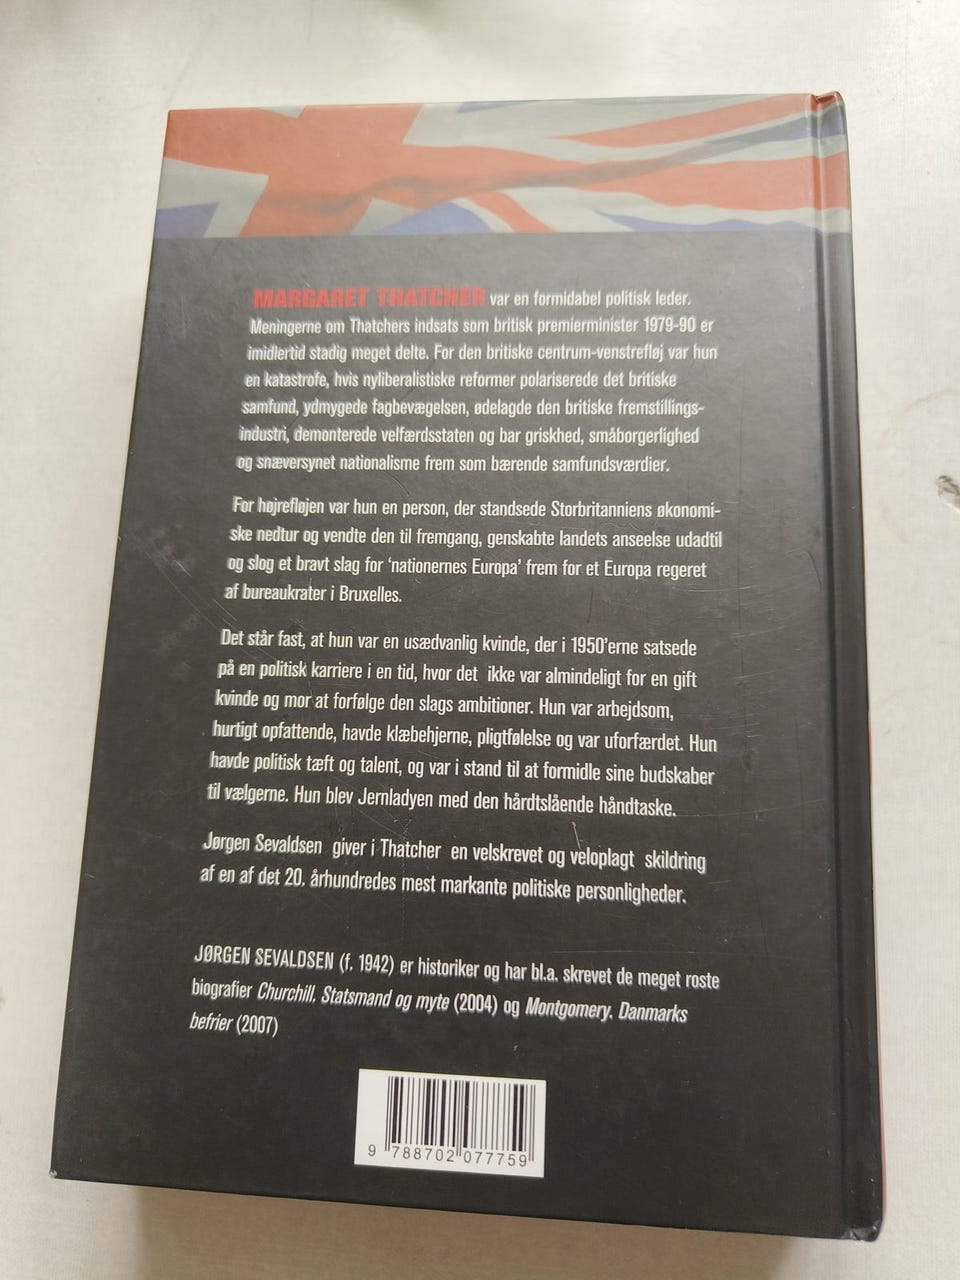 MARGARET THATCHER var en formidabel politisk leder.
Meningerne om Thatchers indsats som britisk premierminister 1979-90 er
imidlertid stadig meget delte. For den britiske centrum-venstrefløj var hun
en katastrofe, hvis nyliberalistiske reformer polariserede det britiske
samfund, ydmygede fagbevægelsen, ødelagde den britiske fremstillings-
industri, demonterede velfærdsstaten og bar griskhed, småborgerlighed
og snæversynet nationalisme frem som bærende samfundsværdier.
For højrefløjen var hun en person, der standsede Storbritanniens økonomi-
ske nedtur og vendte den til fremgang, genskabte landets anseelse udadtil
og slog et bravt slag for ‘nationernes Europa’ frem for et Europa regeret
af bureaukrater i Bruxelles.
Det står fast, at hun var en usædvanlig kvinde, der i 1950’erne satsede
på en politisk karriere i en tid, hvor det ikke var almindeligt for en gift
kvinde og mor at forfølge den slags ambitioner. Hun var arbejdsom,
hurtigt opfattende, havde klæbehjerne, pligtfølelse og var uforfærdet. Hun
havde politisk tæft og talent, og var i stand til at formidle sine budskaber
til vælgerne. Hun blev Jernladyen med den hårdtslående håndtaske.
Jørgen Sevaldsen giver i Thatcher en velskrevet og veloplagt skildring
af en af det 20. århundredes mest markante politiske personligheder.
JØRGEN SEVALDSEN (f. 1942) er historiker og har bl.a. skrevet de meget roste
biografier Churchill. Statsmand og myte (2004) og Montgomery. Danmarks
befrier (2007)
9 788702 077759